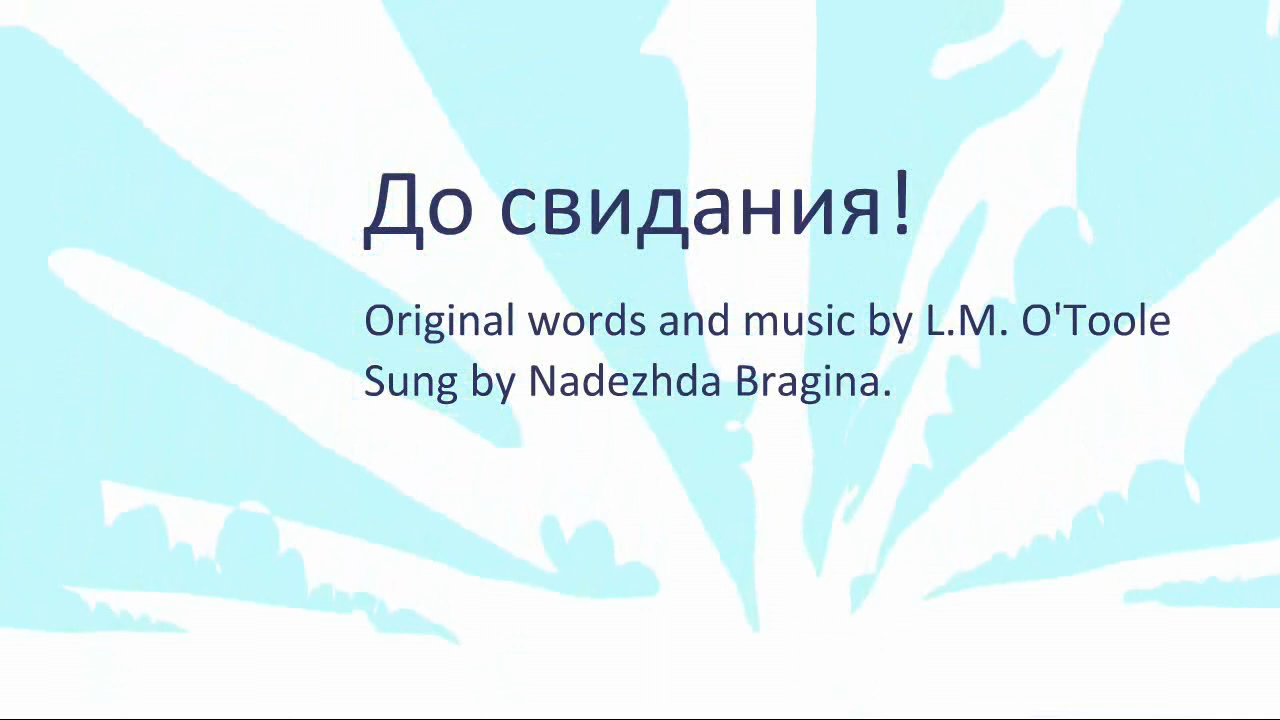 До свидания!
Original words and music by L.M. O'Toole
Sung by Nadezhda Bragina.